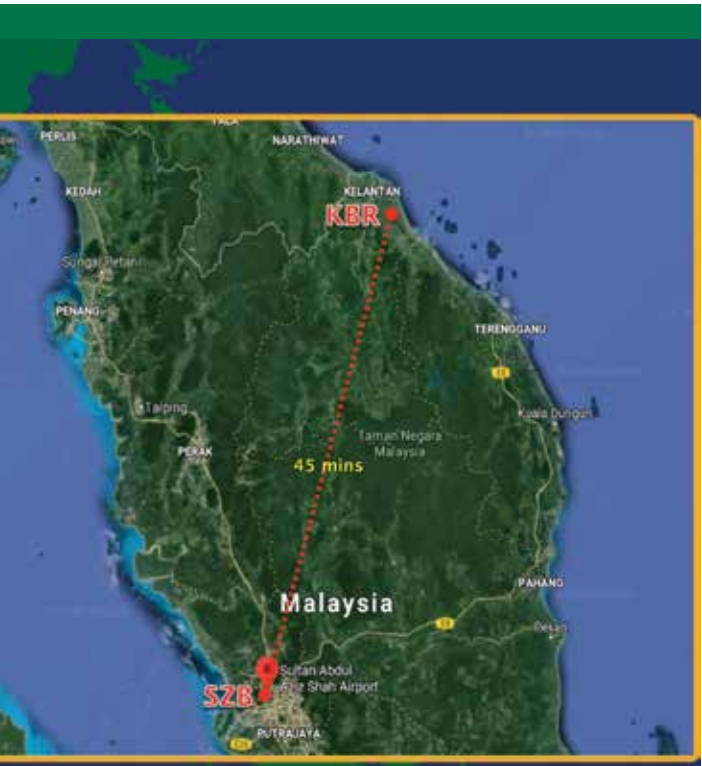 PERLIS
NARATHIWAT
KEDAH
KELANTAN
KBR
Sungai Petani
PENANG
TERENGGANU
Taiping
Kuala Dungun
Taman Negara
Malaysia
PERAK
45 mins
PAHANG
Malaysia
Pekan
Sultan Abdul
Aziz Shah Airport
SZB
PUTRAJAYA